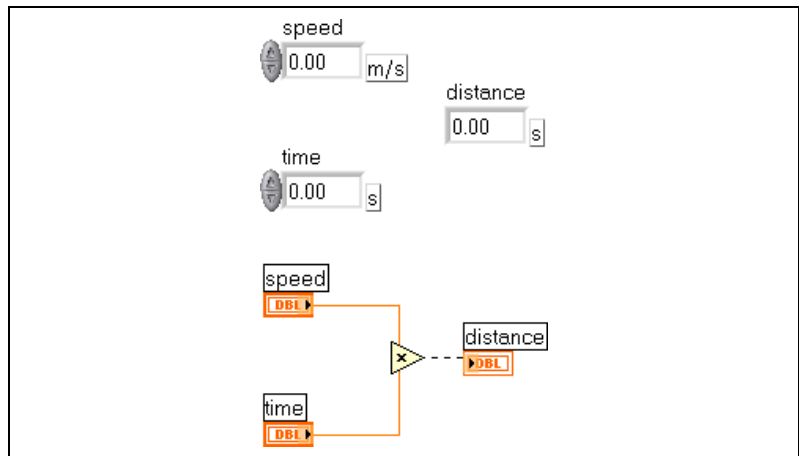 speed
0.00 m/s
distance
0.00 s
time
0.00 s
speed
DBL
x
distance
DBL
time
DBL